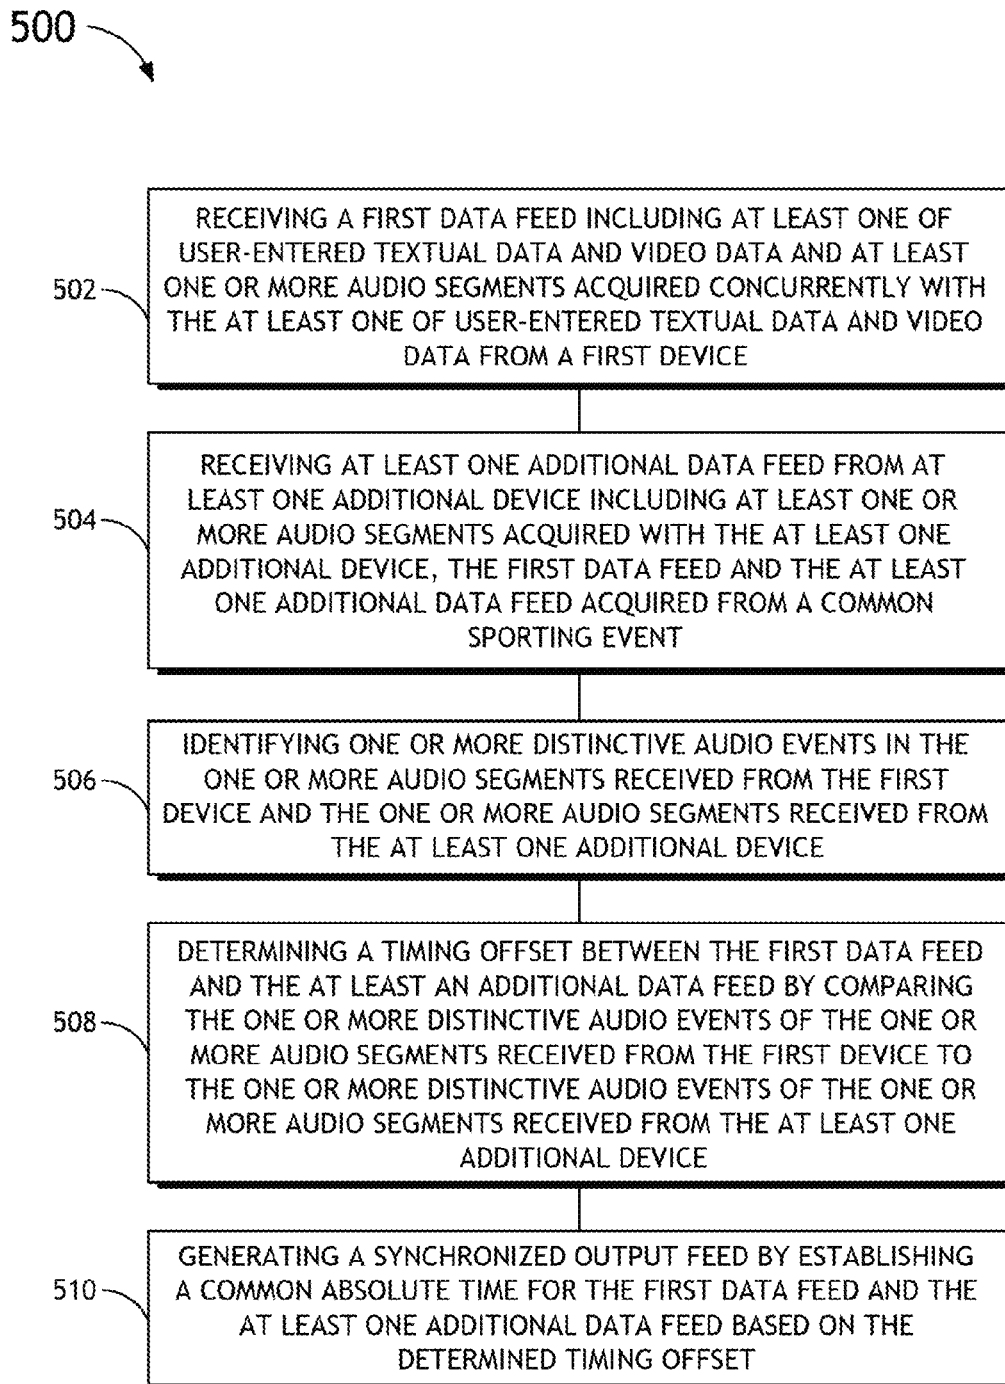 500
502
RECEIVING A FIRST DATA FEED INCLUDING AT LEAST ONE OF
USER-ENTERED TEXTUAL DATA AND VIDEO DATA AND AT LEAST
ONE OR MORE AUDIO SEGMENTS ACQUIRED CONCURRENTLY WITH
THE AT LEAST ONE OF USER-ENTERED TEXTUAL DATA AND VIDEO
DATA FROM A FIRST DEVICE
504
RECEIVING AT LEAST ONE ADDITIONAL DATA FEED FROM AT
LEAST ONE ADDITIONAL DEVICE INCLUDING AT LEAST ONE OR
MORE AUDIO SEGMENTS ACQUIRED WITH THE AT LEAST ONE
ADDITIONAL DEVICE, THE FIRST DATA FEED AND THE AT LEAST
ONE ADDITIONAL DATA FEED ACQUIRED FROM A COMMON
SPORTING EVENT
506
IDENTIFYING ONE OR MORE DISTINCTIVE AUDIO EVENTS IN THE
ONE OR MORE AUDIO SEGMENTS RECEIVED FROM THE FIRST
DEVICE AND THE ONE OR MORE AUDIO SEGMENTS RECEIVED FROM
THE AT LEAST ONE ADDITIONAL DEVICE
508
DETERMINING A TIMING OFFSET BETWEEN THE FIRST DATA FEED
AND THE AT LEAST AN ADDITIONAL DATA FEED BY COMPARING
THE ONE OR MORE DISTINCTIVE AUDIO EVENTS OF THE ONE OR
MORE AUDIO SEGMENTS RECEIVED FROM THE FIRST DEVICE TO
THE ONE OR MORE DISTINCTIVE AUDIO EVENTS OF THE ONE OR
MORE AUDIO SEGMENTS RECEIVED FROM THE AT LEAST ONE
ADDITIONAL DEVICE
510
GENERATING A SYNCHRONIZED OUTPUT FEED BY ESTABLISHING
A COMMON ABSOLUTE TIME FOR THE FIRST DATA FEED AND THE
AT LEAST ONE ADDITIONAL DATA FEED BASED ON THE
DETERMINED TIMING OFFSET